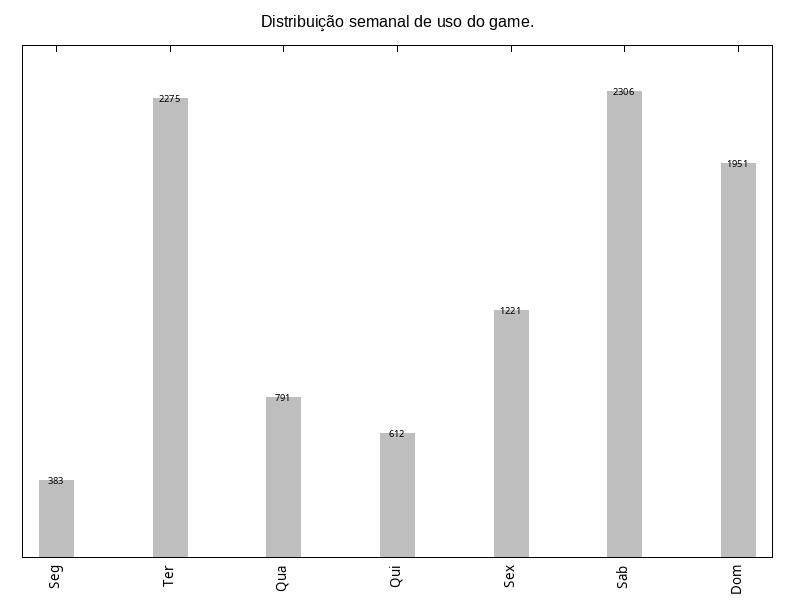 Distribuição semanal de uso do game.
383
2275
791
612
1221
2306
1951
Seg
Ter
Qua
Qui
Sex
Sab
Dom